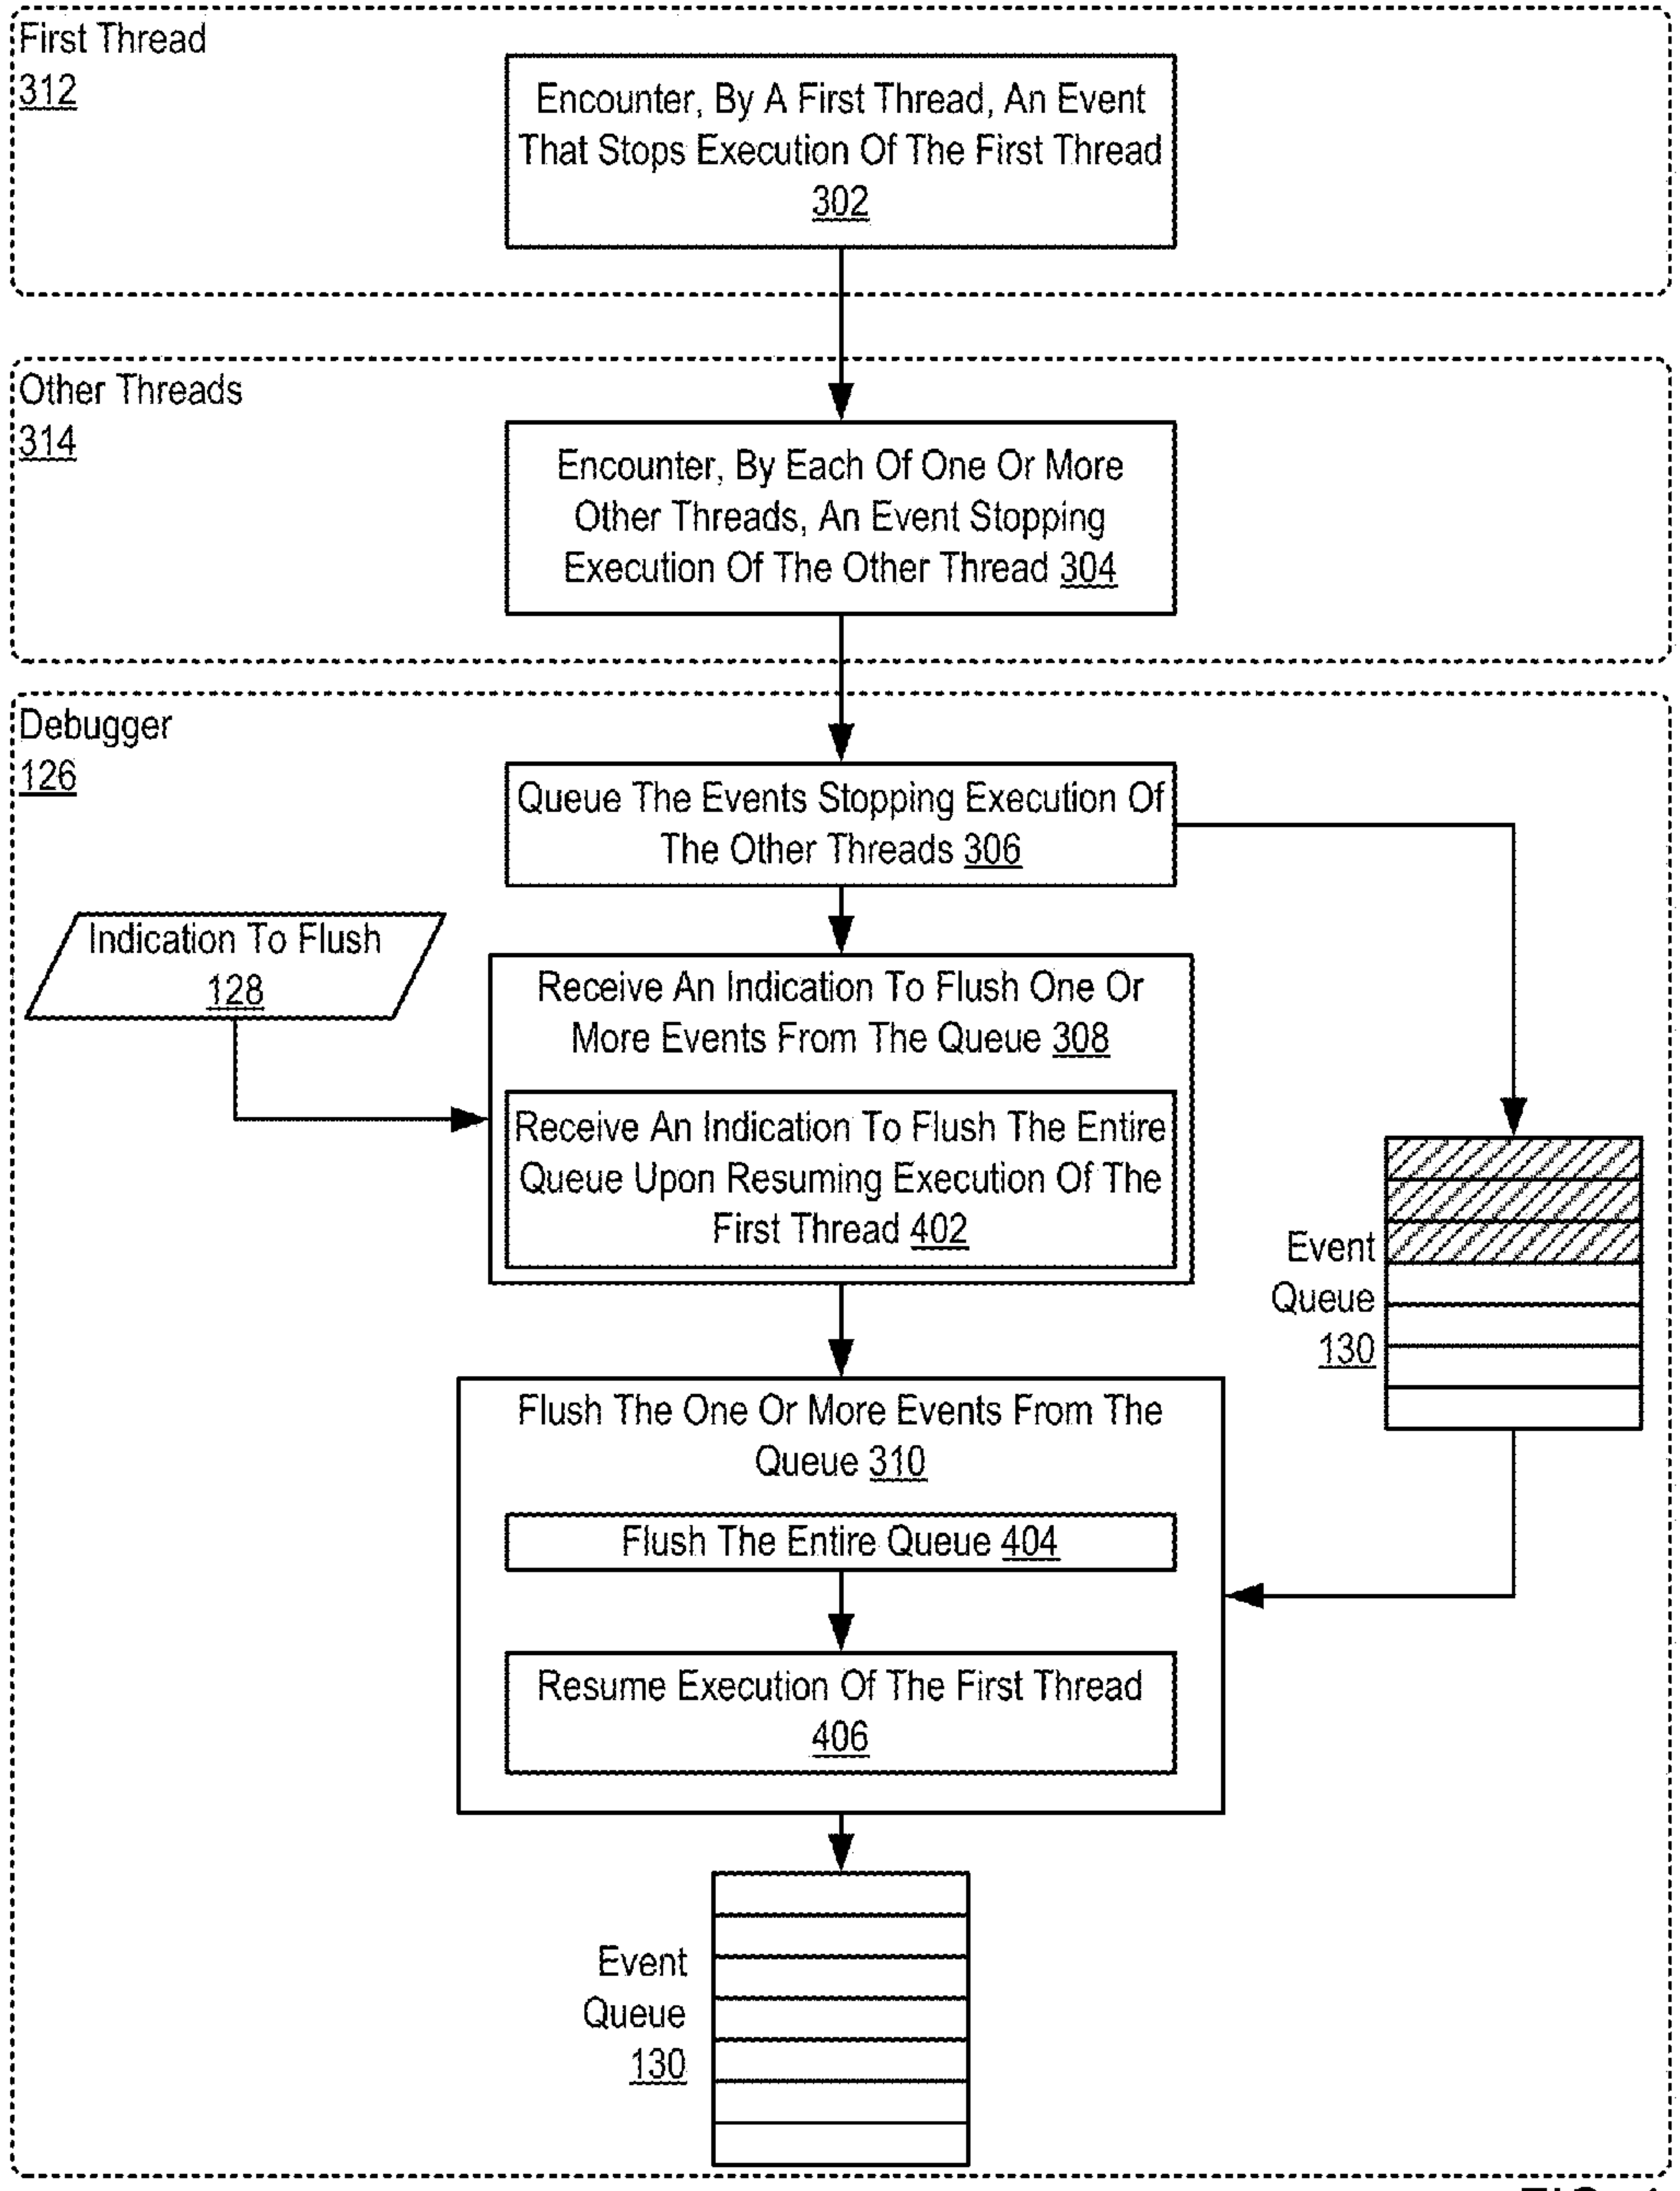 First Thread
312
Encounter, By A First Thread, An Event
That Stops Execution Of The First Thread
302
Other Threads
314
Encounter, By Each Of One Or More
Other Threads, An Event Stopping
Execution Of The Other Thread 304
Debugger
126
Queue The Events Stopping Execution Of
The Other Threads 306
Indication To Flush
128
Receive An Indication To Flush One Or
More Events From The Queue 308
Receive An Indication To Flush The Entire
Queue Upon Resuming Execution Of The
First Thread 402
Event
Queue
130
Flush The One Or More Events From The
Queue 310
Flush The Entire Queue 404
Resume Execution Of The First Thread
406
Event
Queue
130